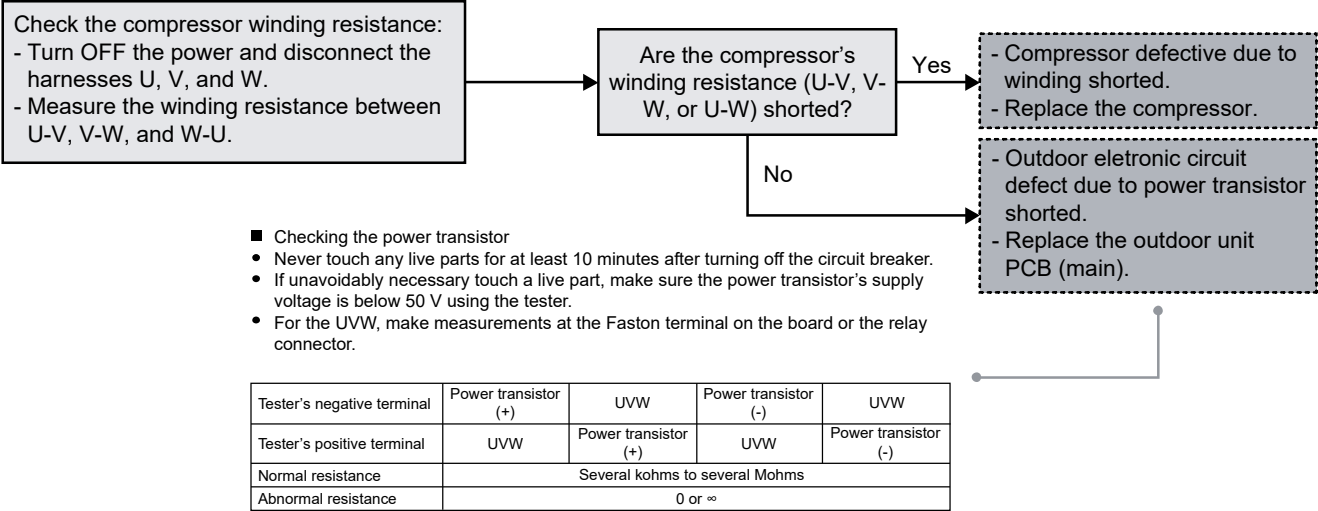 Check the compressor winding resistance:
- Turn OFF the power and disconnect the
harnesses U, V, and W.
- Measure the winding resistance between
U-V, V-W, and W-U.
Are the compressor's
winding resistance (U-V, V-
W, or U-W) shorted?
Yes
- Compressor defective due to
winding shorted.
- Replace the compressor.
No
- Outdoor eletronic circuit
defect due to power transistor
shorted.
- Replace the outdoor unit
PCB (main).
■ Checking the power transistor
• Never touch any live parts for at least 10 minutes after turning off the circuit breaker.
• If unavoidably necessary touch a live part, make sure the power transistor's supply
voltage is below 50 V using the tester.
• For the UVW, make measurements at the Faston terminal on the board or the relay
connector.
Tester's negative terminal Power transistor (+) UVW Power transistor (-) UVW
Tester's positive terminal UVW Power transistor (+) UVW Power transistor (-)
Normal resistance Several kohms to several Mohms
Abnormal resistance 0 or ∞